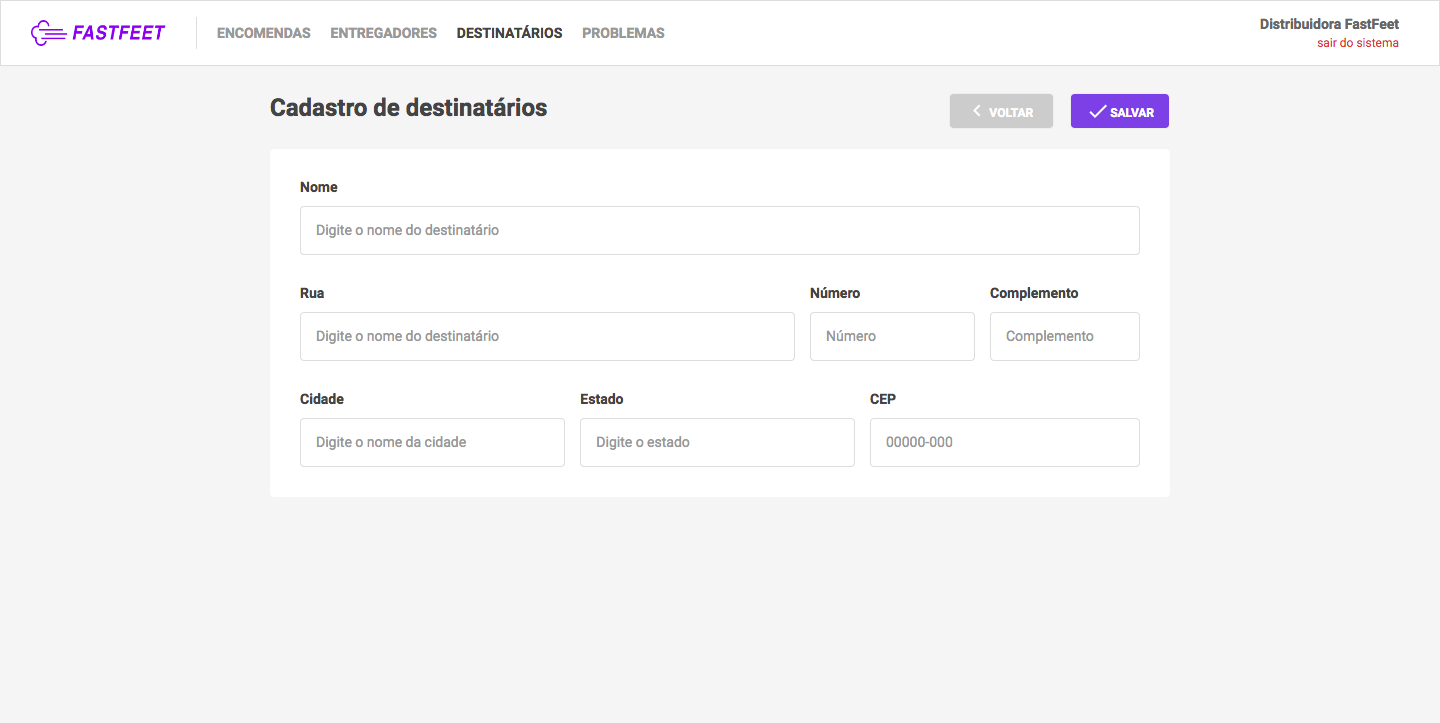 FASTFEET ENCOMENDAS ENTREGADORES DESTINATÁRIOS PROBLEMAS Distribuidora FastFeet
sair do sistema
Cadastro de destinatários VOLTAR SALVAR
Nome
Digite o nome do destinatário
Rua Número Complemento
Digite o nome do destinatário Número Complemento
Cidade Estado CEP
Digite o nome da cidade Digite o estado 00000-000